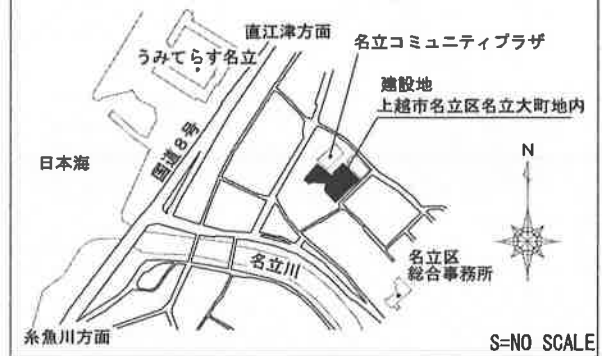 直江津方面
うみてらす名立
名立コミュニティプラザ
建設地
上越市名立区名立大町地内
国道8号
日本海
N
名立川
名立区
総合事務所
糸魚川方面
S=NO SCALE